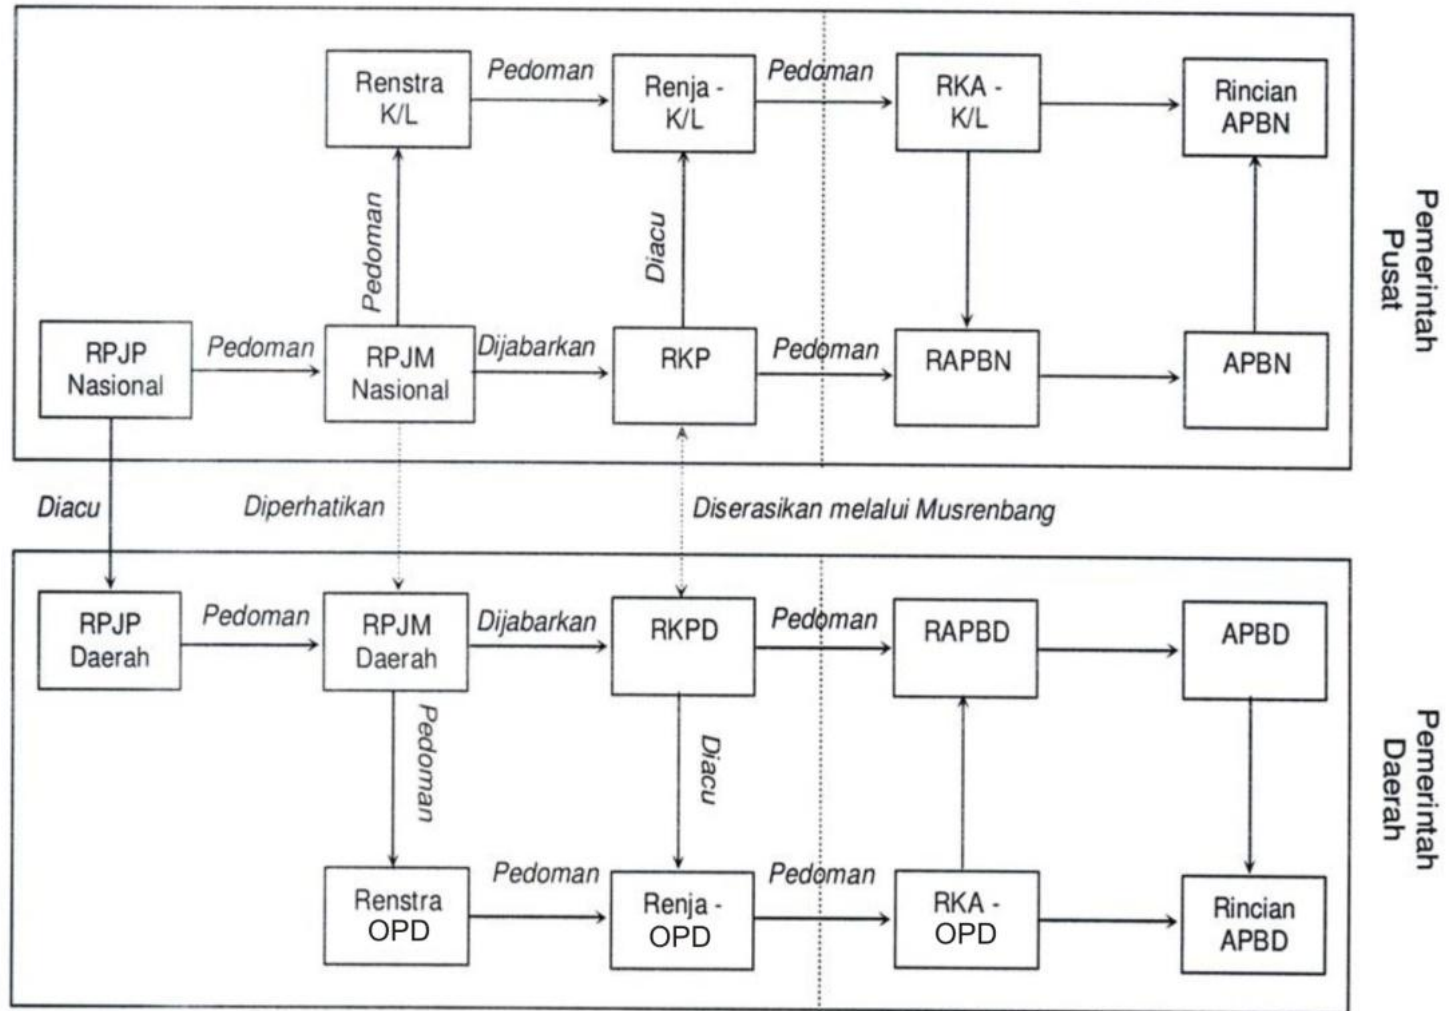 Renstra
K/L
Pedoman
Renja -
K/L
Pedoman
RKA -
K/L
Rincian
APBN
Pedoman
Diacu
Pemerintah
Pusat
RPJP
Nasional
Pedoman
RPJM
Nasional
Dijabarkan
RKP
Pedoman
RAPBN
APBN
Diacu
Diperhatikan
Diserasikan melalui Musrenbang
RPJP
Daerah
Pedoman
RPJM
Daerah
Dijabarkan
RKPD
Pedoman
RAPBD
APBD
Pedoman
Diacu
Pemerintah
Daerah
Renstra
OPD
Pedoman
Renja -
OPD
Pedoman
RKA -
OPD
Rincian
APBD